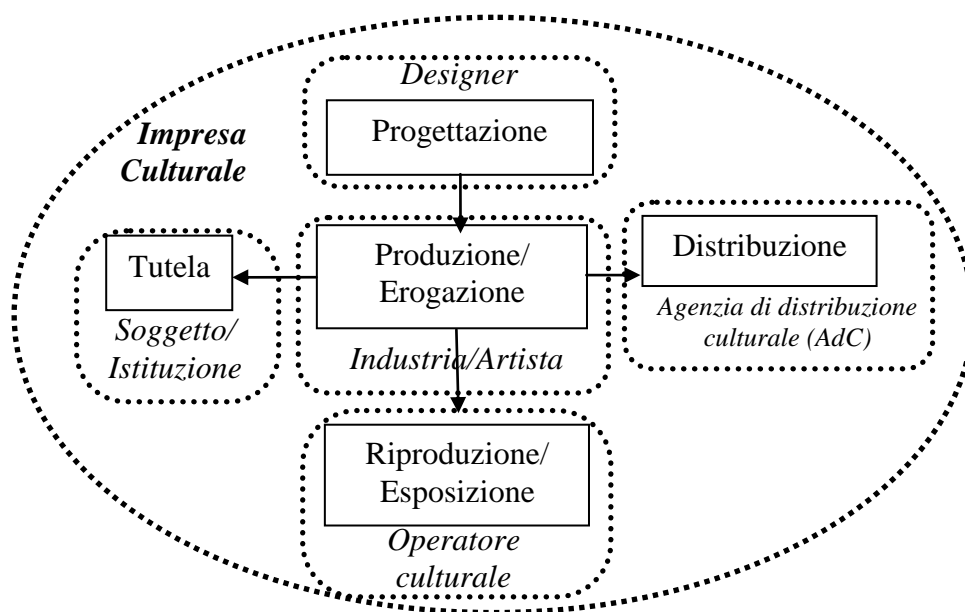 Designer
Progettazione
Impresa
Culturale
Tutela
Soggetto/
Istituzione
Produzione/
Erogazione
Industria/Artista
Distribuzione
Agenzia di distribuzione
culturale (AdC)
Riproduzione/
Esposizione
Operatore
culturale